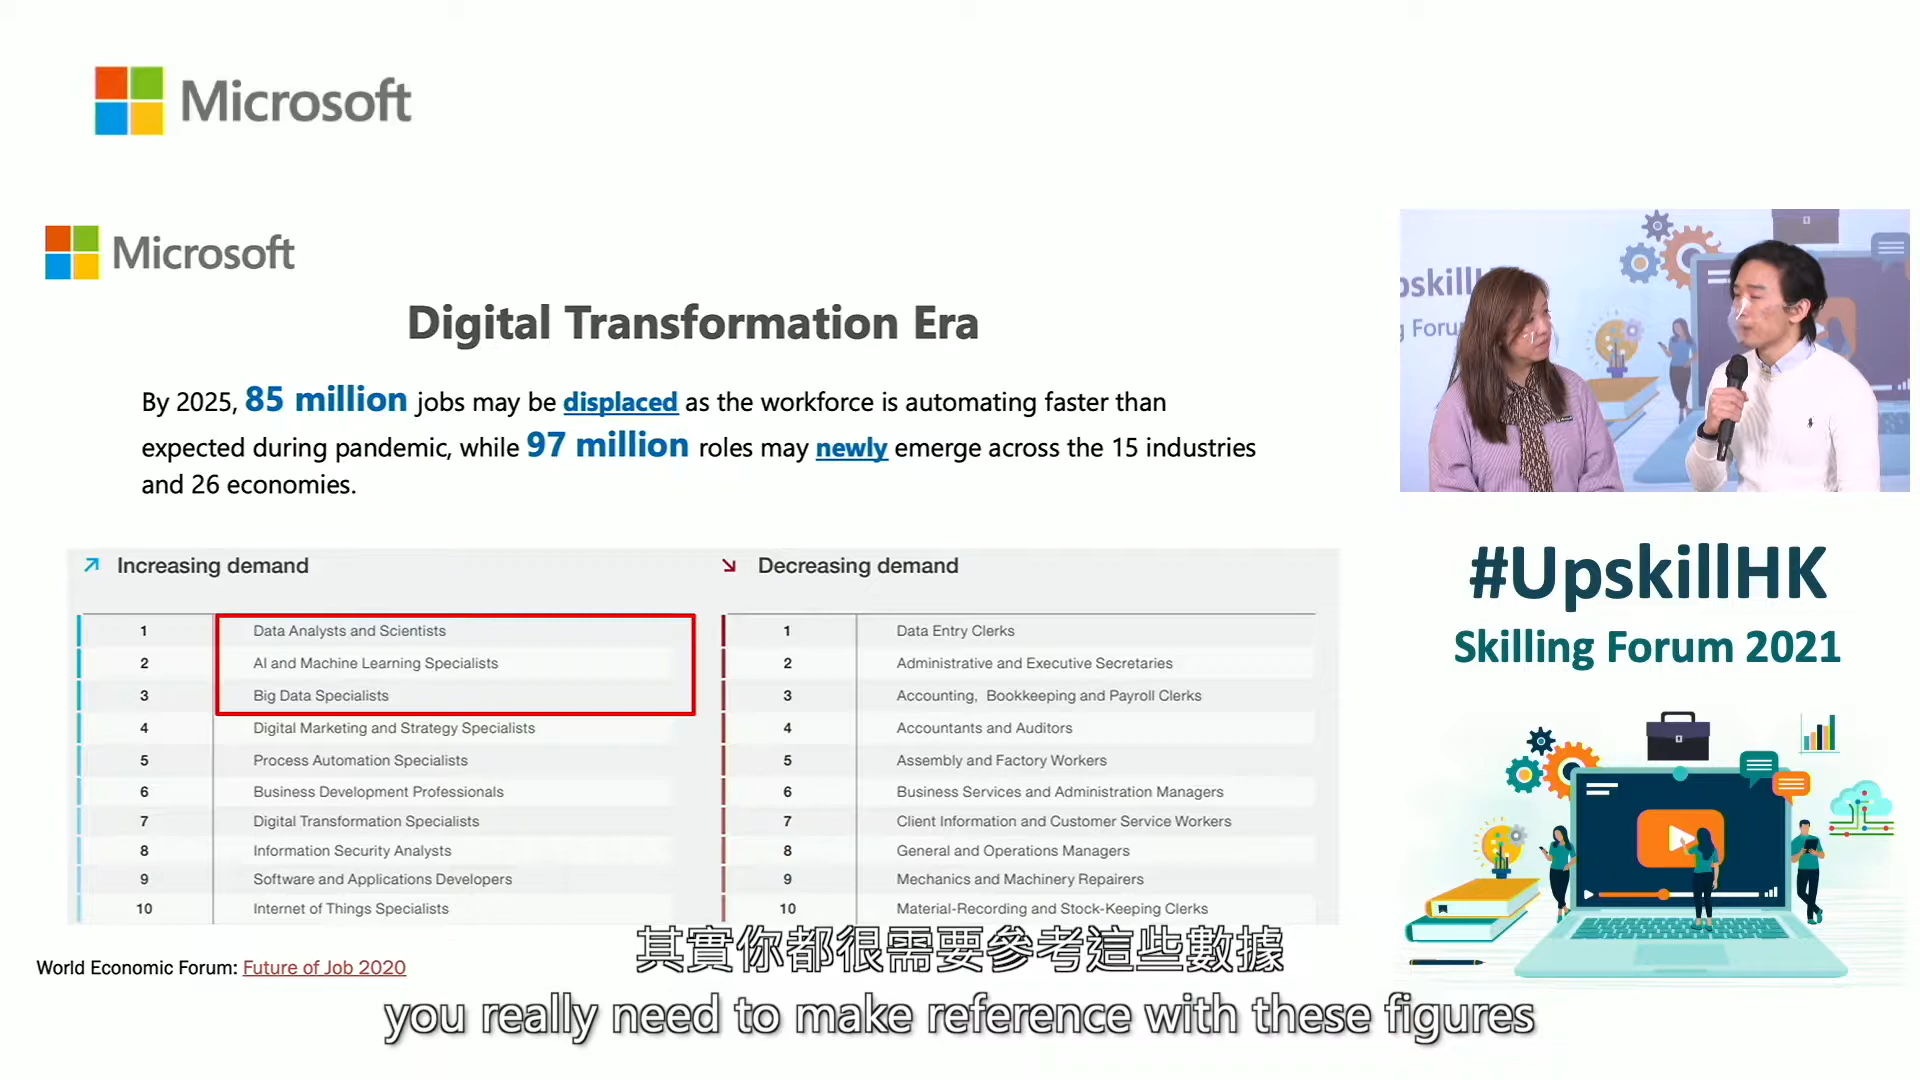 Microsoft
Microsoft
Digital Transformation Era
By 2025, 85 million jobs may be displaced as the workforce is automating faster than
expected during pandemic, while 97 million roles may newly emerge across the 15 industries
and 26 economies.
Increasing demand
1 Data Analysts and Scientists
2 AI and Machine Learning Specialists
3 Big Data Specialists
4 Digital Marketing and Strategy Specialists
5 Process Automation Specialists
6 Business Development Professionals
7 Digital Transformation Specialists
8 Information Security Analysts
9 Software and Applications Developers
10 Internet of Things Specialists
Decreasing demand
1 Data Entry Clerks
2 Administrative and Executive Secretaries
3 Accounting, Bookkeeping and Payroll Clerks
4 Accountants and Auditors
5 Assembly and Factory Workers
6 Business Services and Administration Managers
7 Client Information and Customer Service Workers
8 General and Operations Managers
9 Mechanics and Machinery Repairers
10 Material-Recording and Stock-Keeping Clerks
World Economic Forum: Future of Job 2020
#UpskillHK
Skilling Forum 2021
其實你都很需要參考這些數據
you really need to make reference with these figures